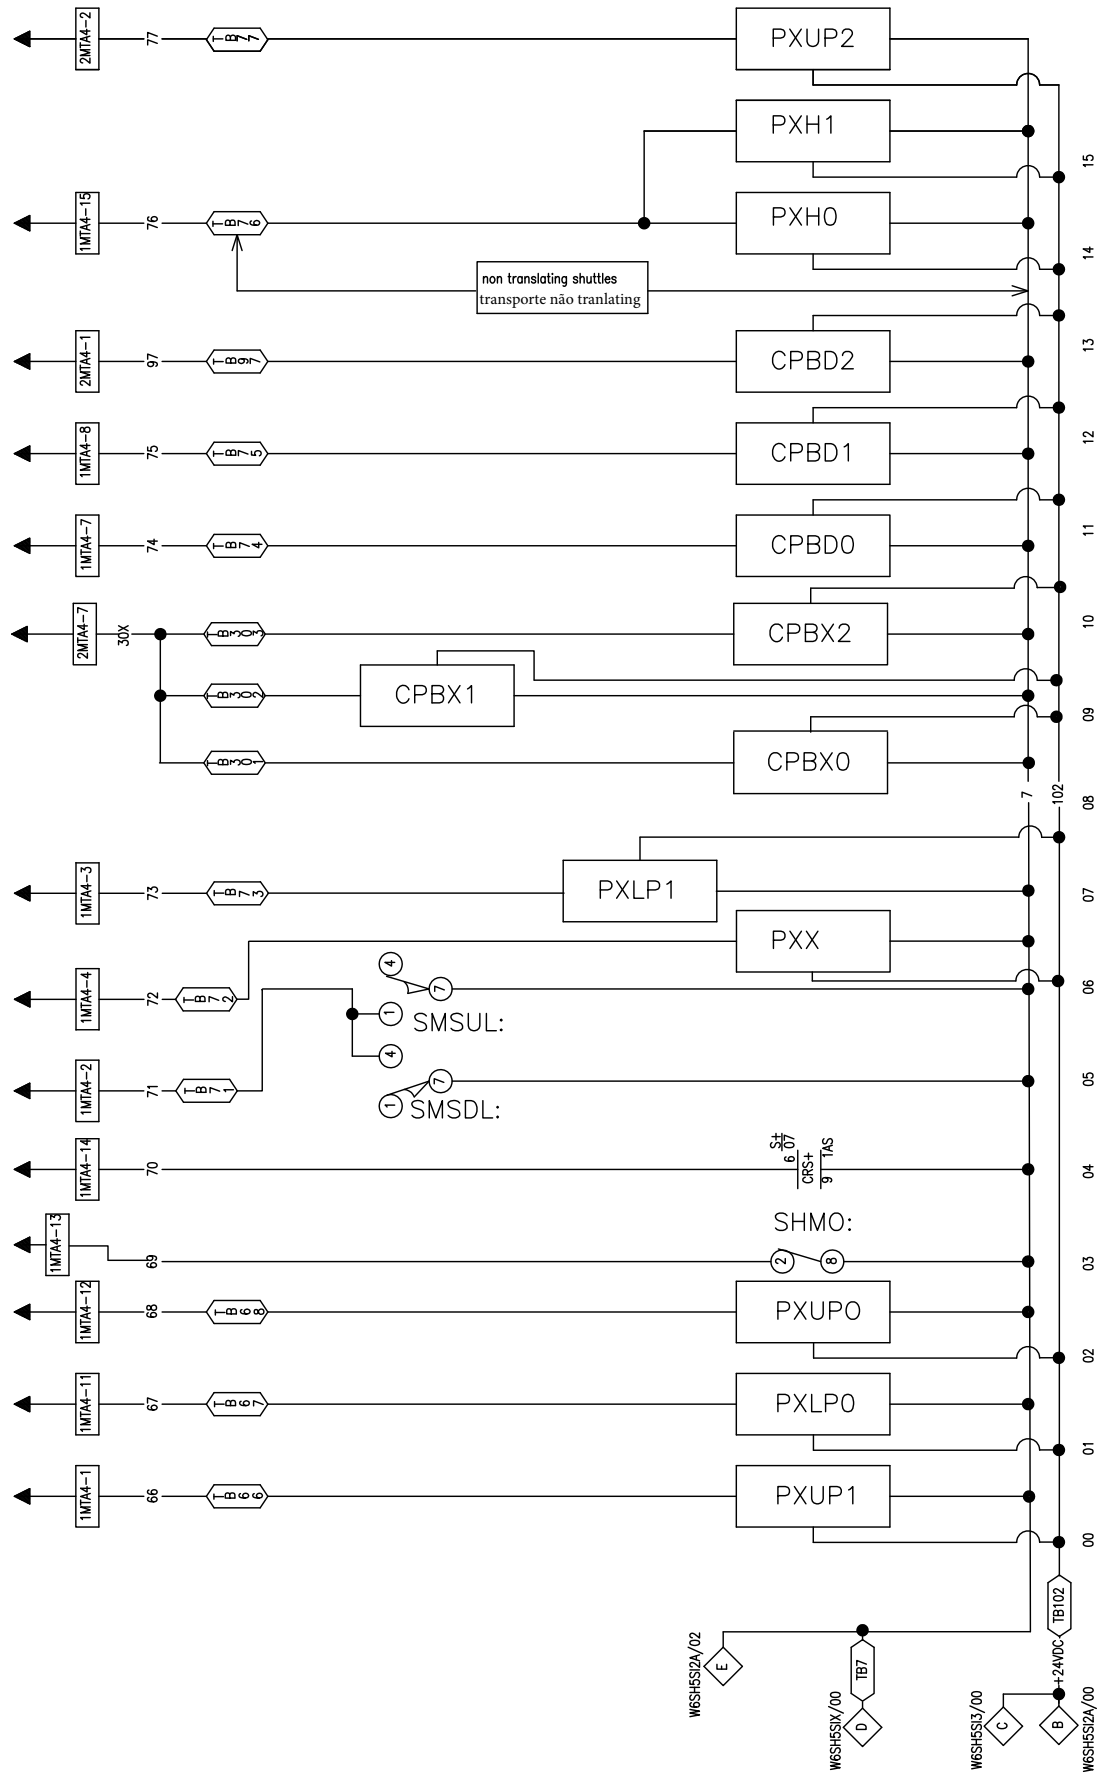 2MTA4-2
77
TB77
PXUP2
PXH1
15
1MTA4-15
76
TB76
PXH0
14
non translating shuttles
transporte não tranlating
2MTA4-1
97
TB97
CPBD2
13
1MTA4-8
75
TB75
CPBD1
12
1MTA4-7
74
TB74
CPBD0
11
2MTA4-7
30X
TB303
CPBX2
10
TB302
CPBX1
09
TB301
CPBX0
7
102
08
1MTA4-3
73
TB73
PXLP1
07
PXX
1MTA4-4
72
TB72
4
7
1
SMSUL:
06
4
1MTA4-2
71
TB71
7
1
SMSDL:
05
1MTA4-14
70
S±
6 07
CRS+
9 1AS
04
SHMO:
1MTA4-13
69
2
8
03
1MTA4-12
68
TB68
PXUP0
02
1MTA4-11
67
TB67
PXLP0
01
1MTA4-1
66
TB66
PXUP1
00
TB102
+24VDC
W6SH5SI2A/02
E
TB7
W6SH5SIX/00
D
W6SH5SI3/00
C
B
W6SH5SI2A/00